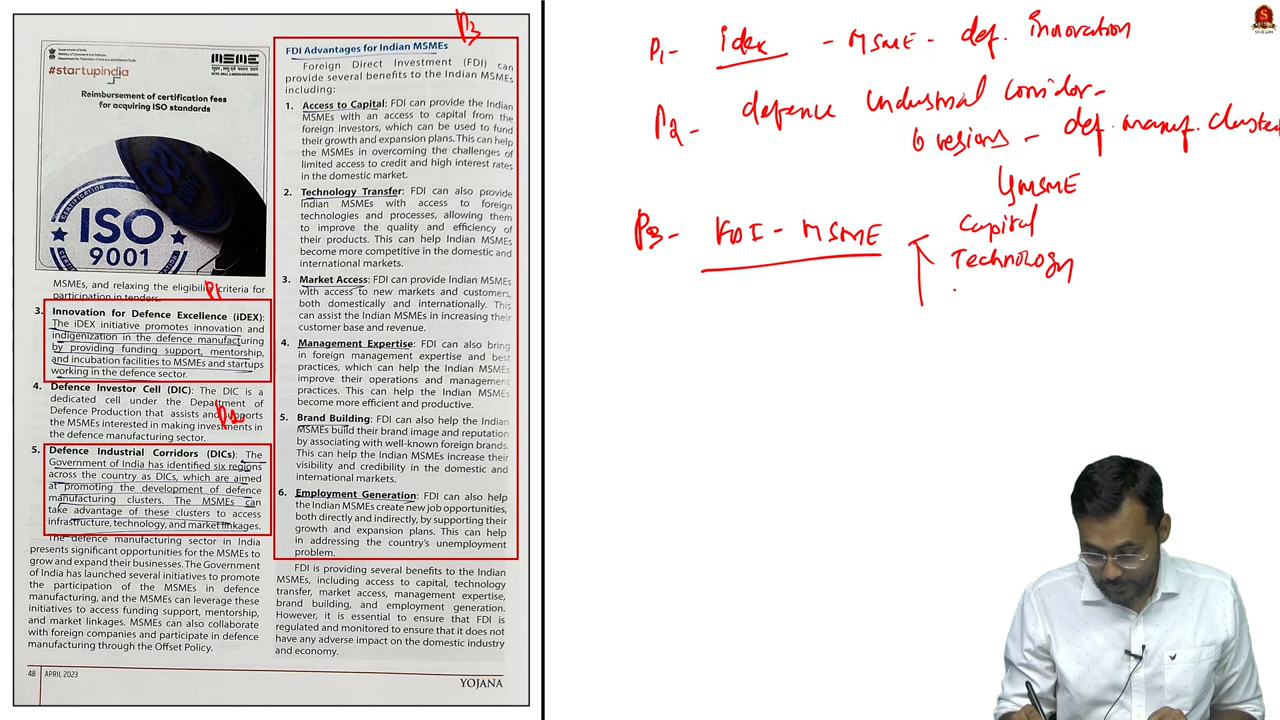 P3
#startupindia
MSME
Reimbursement of certification fees
for acquiring ISO standards
ISO
9001
CERTIFICATION
MSMEs, and relaxing the eligibility criteria for
participation in tenders.
P1
3. Innovation for Defence Excellence (iDEX):
The iDEX initiative promotes innovation and
indigenization in the defence manufacturing
by providing funding support, mentorship,
and incubation facilities to MSMEs and startups
working in the defence sector.
4. Defence Investor Cell (DIC): The DIC is a
dedicated cell under the Department of
Defence Production that assists and supports
the MSMEs interested in making investments in
the defence manufacturing sector.
P2
5. Defence Industrial Corridors (DICs): The
Government of India has identified six regions
across the country as DICs, which are aimed
at promoting the development of defence
manufacturing clusters. The MSMEs can
take advantage of these clusters to access
infrastructure, technology, and market linkages.
The defence manufacturing sector in India
presents significant opportunities for the MSMEs to
grow and expand their businesses. The Government
of India has launched several initiatives to promote
the participation of the MSMEs in defence
manufacturing, and the MSMEs can leverage these
initiatives to access funding support, mentorship,
and market linkages. MSMEs can also collaborate
with foreign companies and participate in defence
manufacturing through the Offset Policy.
FDI Advantages for Indian MSMEs
Foreign Direct Investment (FDI) can
provide several benefits to the Indian MSMEs
including:
1. Access to Capital: FDI can provide the Indian
MSMEs with an access to capital from the
foreign investors, which can be used to fund
their growth and expansion plans. This can help
the MSMEs in overcoming the challenges of
limited access to credit and high interest rates
in the domestic market.
2. Technology Transfer: FDI can also provide
Indian MSMEs with access to foreign
technologies and processes, allowing them
to improve the quality and efficiency of
their products. This can help Indian MSMEs
become more competitive in the domestic and
international markets.
3. Market Access: FDI can provide Indian MSMEs
with access to new markets and customers,
both domestically and internationally. This
can assist the Indian MSMEs in increasing their
customer base and revenue.
4. Management Expertise: FDI can also bring
in foreign management expertise and best
practices, which can help the Indian MSMEs
improve their operations and management
practices. This can help the Indian MSMEs
become more efficient and productive.
5. Brand Building: FDI can also help the Indian
MSMEs build their brand image and reputation
by associating with well-known foreign brands.
This can help the Indian MSMEs increase their
visibility and credibility in the domestic and
international markets.
6. Employment Generation: FDI can also help
the Indian MSMEs create new job opportunities,
both directly and indirectly, by supporting their
growth and expansion plans. This can help
in addressing the country's unemployment
problem.
FDI is providing several benefits to the Indian
MSMEs, including access to capital, technology
transfer, market access, management expertise,
brand building, and employment generation.
However, it is essential to ensure that FDI is
regulated and monitored to ensure that it does not
have any adverse impact on the domestic industry
and economy.
48 APRIL 2023
YOJANA
P1- idex - MSME - def. innovation
P2- defence industrial corridor-
6 regions - def. manuf. cluster
MSME
P3- FDI - MSME - Capital
Technology